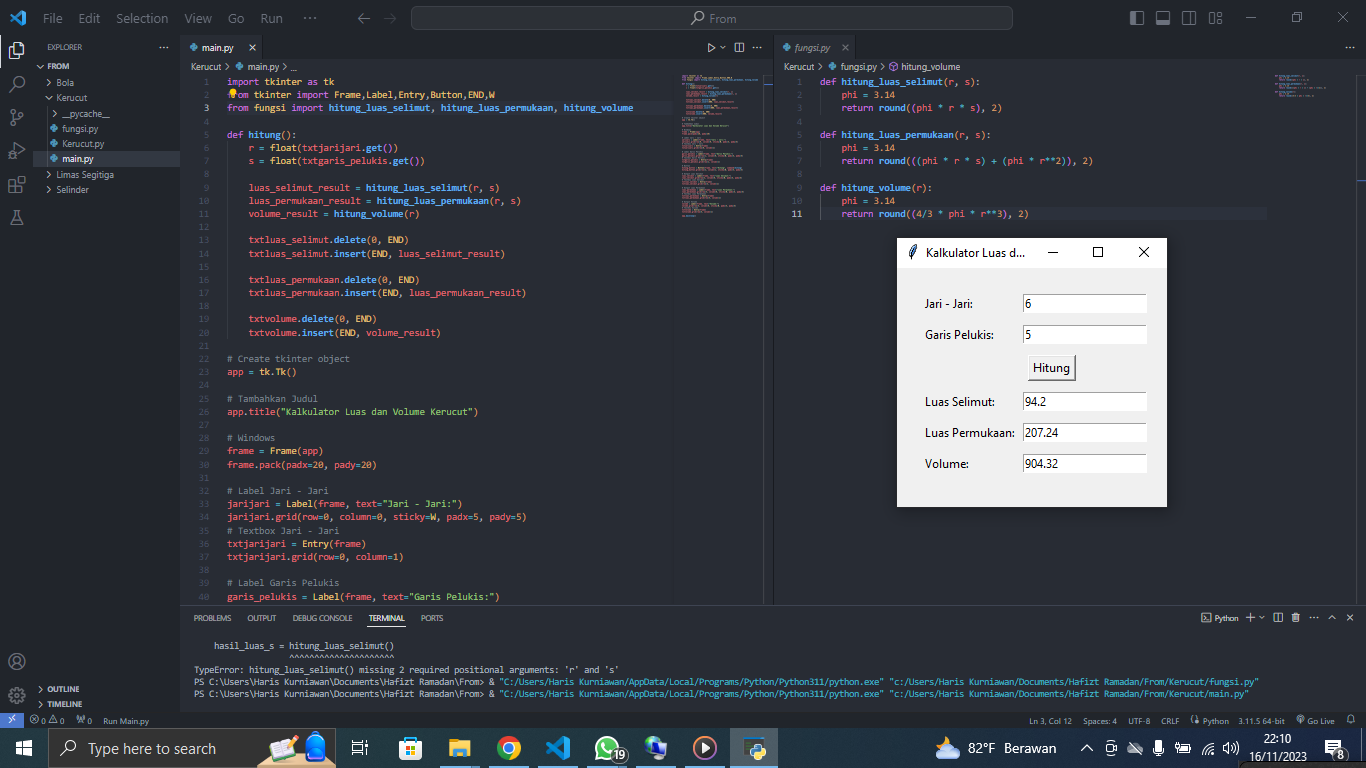 File Edit Selection View Go Run ··· From
EXPLORER ···
FROM
Bola
Kerucut
__pycache__
fungsi.py
Kerucut.py
main.py
Limas Segitiga
Selinder
OUTLINE
TIMELINE
main.py
Kerucut > main.py > ...
1 import tkinter as tk
2 from tkinter import Frame,Label,Entry,Button,END,W
3 from fungsi import hitung_luas_selimut, hitung_luas_permukaan, hitung_volume
4
5 def hitung():
6 r = float(txtjarijari.get())
7 s = float(txtgaris_pelukis.get())
8
9 luas_selimut_result = hitung_luas_selimut(r, s)
10 luas_permukaan_result = hitung_luas_permukaan(r, s)
11 volume_result = hitung_volume(r)
12
13 txtluas_selimut.delete(0, END)
14 txtluas_selimut.insert(END, luas_selimut_result)
15
16 txtluas_permukaan.delete(0, END)
17 txtluas_permukaan.insert(END, luas_permukaan_result)
18
19 txtvolume.delete(0, END)
20 txtvolume.insert(END, volume_result)
21
22 # Create tkinter object
23 app = tk.Tk()
24
25 # Tambahkan Judul
26 app.title("Kalkulator Luas dan Volume Kerucut")
27
28 # Windows
29 frame = Frame(app)
30 frame.pack(padx=20, pady=20)
31
32 # Label Jari - Jari
33 jarijari = Label(frame, text="Jari - Jari:")
34 jarijari.grid(row=0, column=0, sticky=W, padx=5, pady=5)
35 # Textbox Jari - Jari
36 txtjarijari = Entry(frame)
37 txtjarijari.grid(row=0, column=1)
38
39 # Label Garis Pelukis
40 garis_pelukis = Label(frame, text="Garis Pelukis:")
fungsi.py
Kerucut > fungsi.py > hitung_volume
1 def hitung_luas_selimut(r, s):
2 phi = 3.14
3 return round((phi * r * s), 2)
4
5 def hitung_luas_permukaan(r, s):
6 phi = 3.14
7 return round(((phi * r * s) + (phi * r**2)), 2)
8
9 def hitung_volume(r):
10 phi = 3.14
11 return round((4/3 * phi * r**3), 2)
Kalkulator Luas d...
Jari - Jari: 6
Garis Pelukis: 5
Hitung
Luas Selimut: 94.2
Luas Permukaan: 207.24
Volume: 904.32
PROBLEMS OUTPUT DEBUG CONSOLE TERMINAL PORTS Python
hasil_luas_s = hitung_luas_selimut()
^^^^^^^^^^^^^^^^^^^^^
TypeError: hitung_luas_selimut() missing 2 required positional arguments: 'r' and 's'
PS C:\Users\Haris Kurniawan\Documents\Hafizt Ramadan\From> & "C:/Users/Haris Kurniawan/AppData/Local/Programs/Python/Python311/python.exe" "c:/Users/Haris Kurniawan/Documents/Hafizt Ramadan/From/Kerucut/fungsi.py"
PS C:\Users\Haris Kurniawan\Documents\Hafizt Ramadan\From> & "C:/Users/Haris Kurniawan/AppData/Local/Programs/Python/Python311/python.exe" "c:/Users/Haris Kurniawan/Documents/Hafizt Ramadan/From/Kerucut/main.py"
0 0 0 Run Main.py Ln 3, Col 12 Spaces: 4 UTF-8 CRLF Python 3.11.5 64-bit Go Live
Type here to search 19 82°F Berawan 22:10
16/11/2023 8